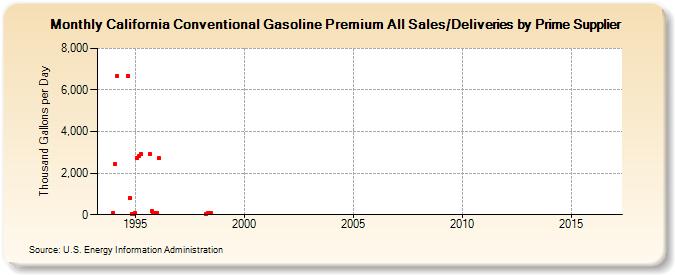 Monthly California Conventional Gasoline Premium All Sales/Deliveries by Prime Supplier
Thousand Gallons per Day
8,000
6,000
4,000
2,000
0
1995 2000 2005 2010 2015
Source: U.S. Energy Information Administration